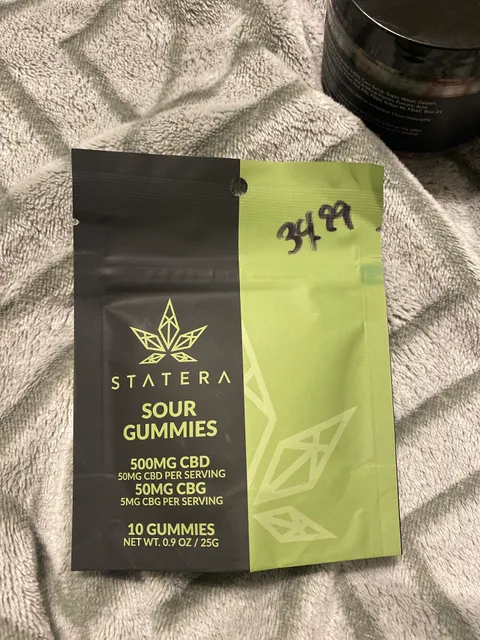 34.99
STATERA
SOUR
GUMMIES
500MG CBD
50MG CBD PER SERVING
50MG CBG
5MG CBG PER SERVING
10 GUMMIES
NET WT. 0.9 OZ / 25G